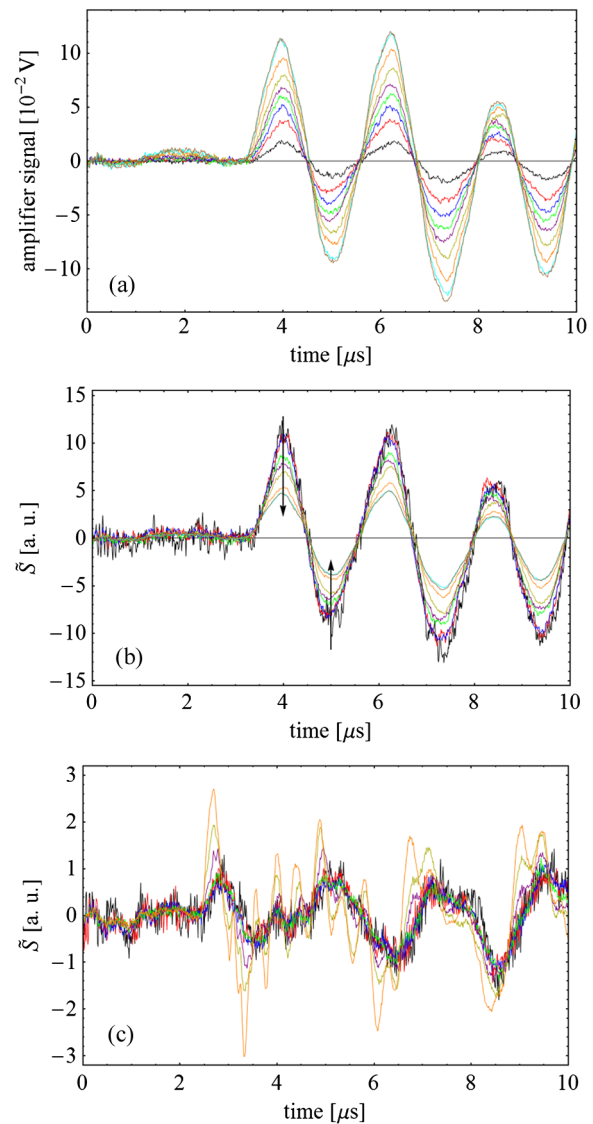 10
5
0
−5
−10
amplifier signal [10⁻² V]
(a)
0 2 4 6 8 10
time [μs]
15
10
5
0
−5
−10
−15
S̃ [a. u.]
(b)
0 2 4 6 8 10
time [μs]
3
2
1
0
−1
−2
−3
S̃ [a. u.]
(c)
0 2 4 6 8 10
time [μs]